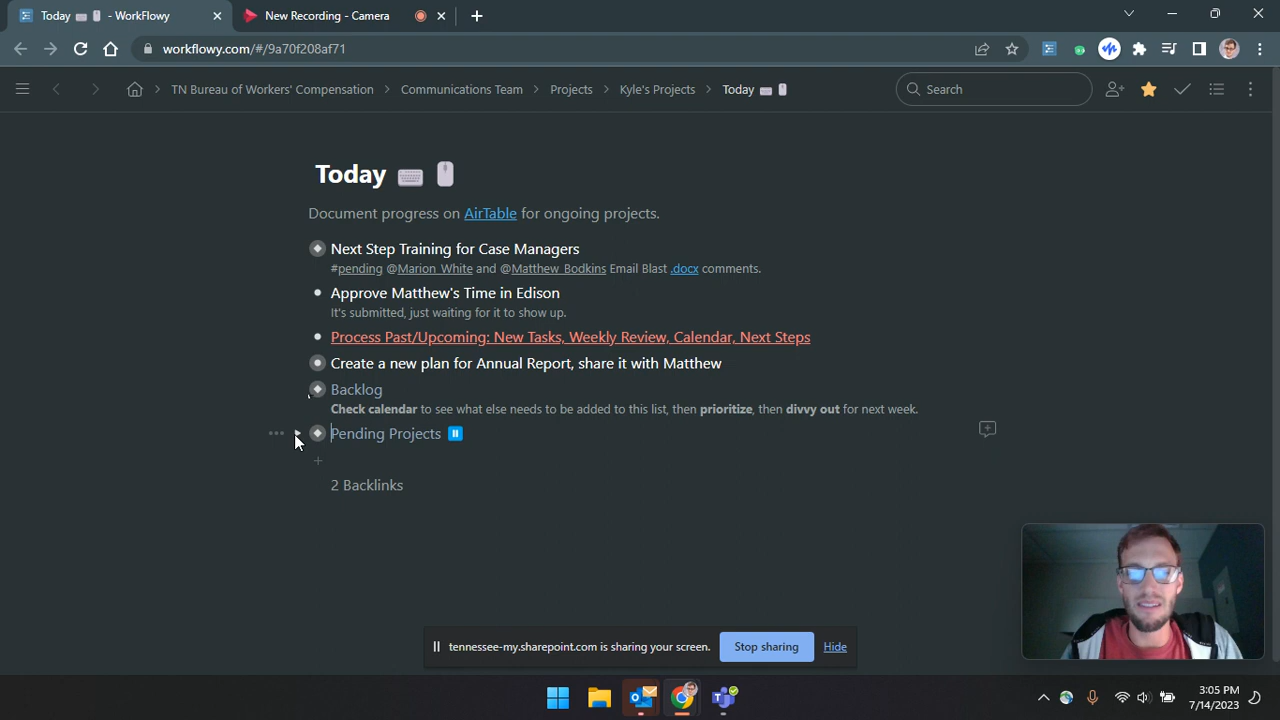 Today - WorkFlowy
New Recording - Camera
workflowy.com/#/9a70f208af71
TN Bureau of Workers' Compensation
Communications Team
Projects
Kyle's Projects
Today
Search
Today
Document progress on AirTable for ongoing projects.
Next Step Training for Case Managers
#pending @Marion_White and @Matthew_Bodkins Email Blast .docx comments.
Approve Matthew's Time in Edison
It's submitted, just waiting for it to show up.
Process Past/Upcoming: New Tasks, Weekly Review, Calendar, Next Steps
Create a new plan for Annual Report, share it with Matthew
Backlog
Check calendar to see what else needs to be added to this list, then prioritize, then divvy out for next week.
Pending Projects
2 Backlinks
tennessee-my.sharepoint.com is sharing your screen.
Stop sharing
Hide
3:05 PM
7/14/2023